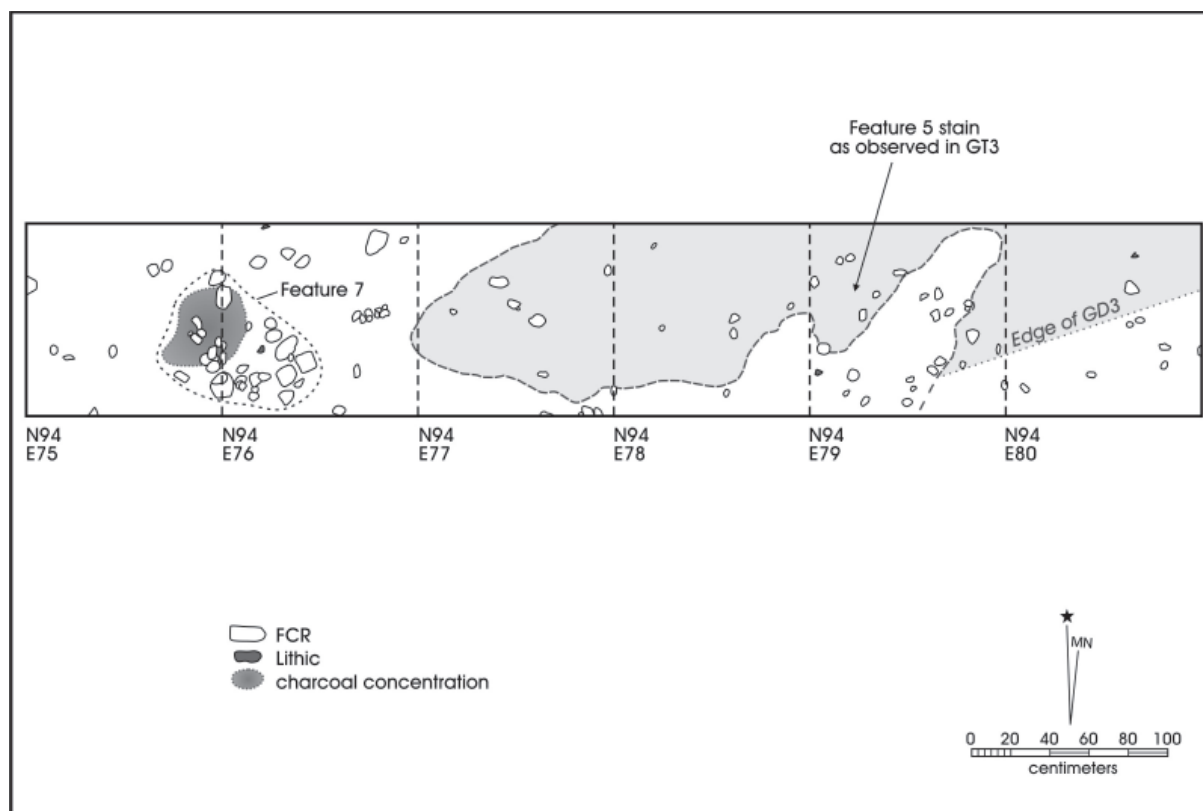 Feature 5 stain
as observed in GT3
Feature 7
Edge of GD3
N94 N94 N94 N94 N94 N94
E75 E76 E77 E78 E79 E80
FCR
Lithic
charcoal concentration
MN
0 20 40 60 80 100
centimeters